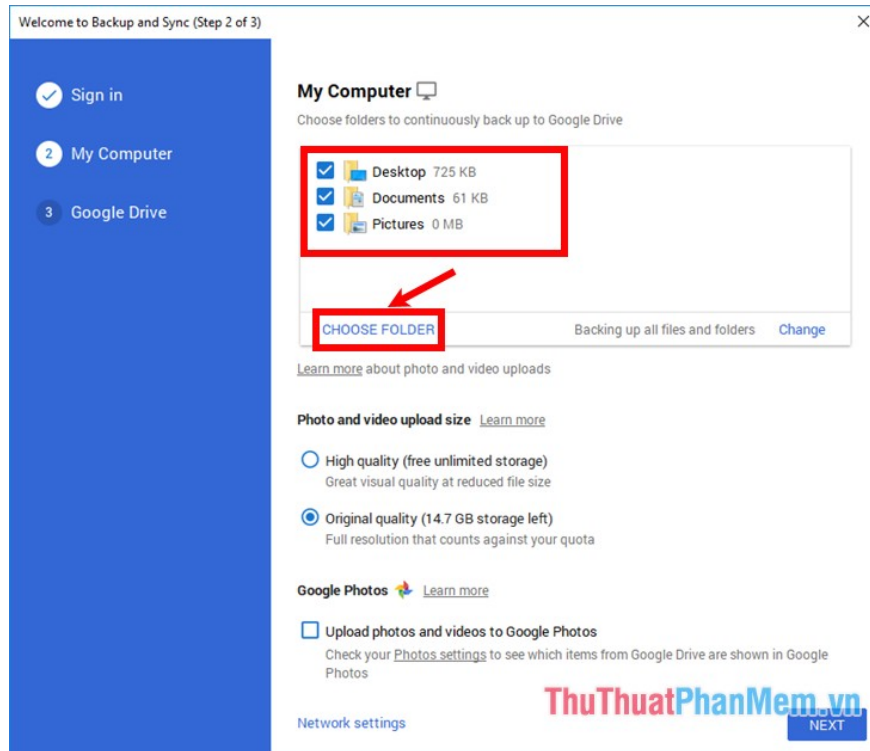 Welcome to Backup and Sync (Step 2 of 3)
Sign in
2 My Computer
3 Google Drive
My Computer
Choose folders to continuously back up to Google Drive
Desktop 725 KB
Documents 61 KB
Pictures 0 MB
CHOOSE FOLDER Backing up all files and folders Change
Learn more about photo and video uploads
Photo and video upload size Learn more
High quality (free unlimited storage)
Great visual quality at reduced file size
Original quality (14.7 GB storage left)
Full resolution that counts against your quota
Google Photos Learn more
Upload photos and videos to Google Photos
Check your Photos settings to see which items from Google Drive are shown in Google
Photos
ThuThuatPhanMem.vn
Network settings NEXT